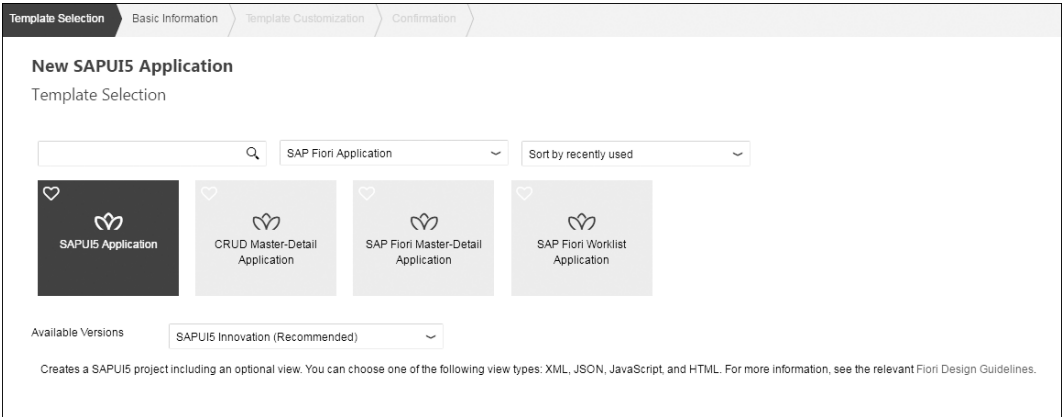 Template Selection Basic Information Template Customization Confirmation
New SAPUI5 Application
Template Selection
SAP Fiori Application Sort by recently used
SAPUI5 Application
CRUD Master-Detail
Application
SAP Fiori Master-Detail
Application
SAP Fiori Worklist
Application
Available Versions SAPUI5 Innovation (Recommended)
Creates a SAPUI5 project including an optional view. You can choose one of the following view types: XML, JSON, JavaScript, and HTML. For more information, see the relevant Fiori Design Guidelines.